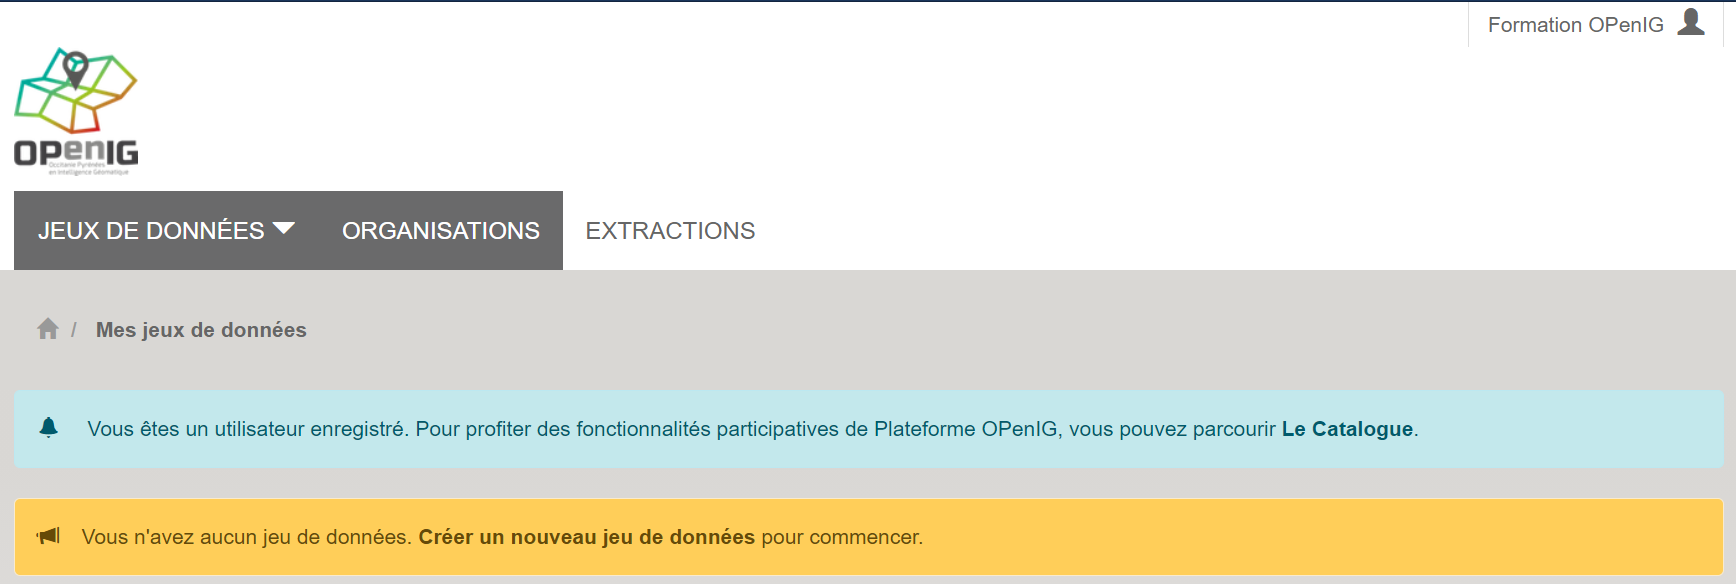 Formation OPenIG
OPenIG
Occitanie Pyrénées
en Intelligence Géomatique
JEUX DE DONNÉES
ORGANISATIONS
EXTRACTIONS
/ Mes jeux de données
Vous êtes un utilisateur enregistré. Pour profiter des fonctionnalités participatives de Plateforme OPenIG, vous pouvez parcourir Le Catalogue.
Vous n'avez aucun jeu de données. Créer un nouveau jeu de données pour commencer.